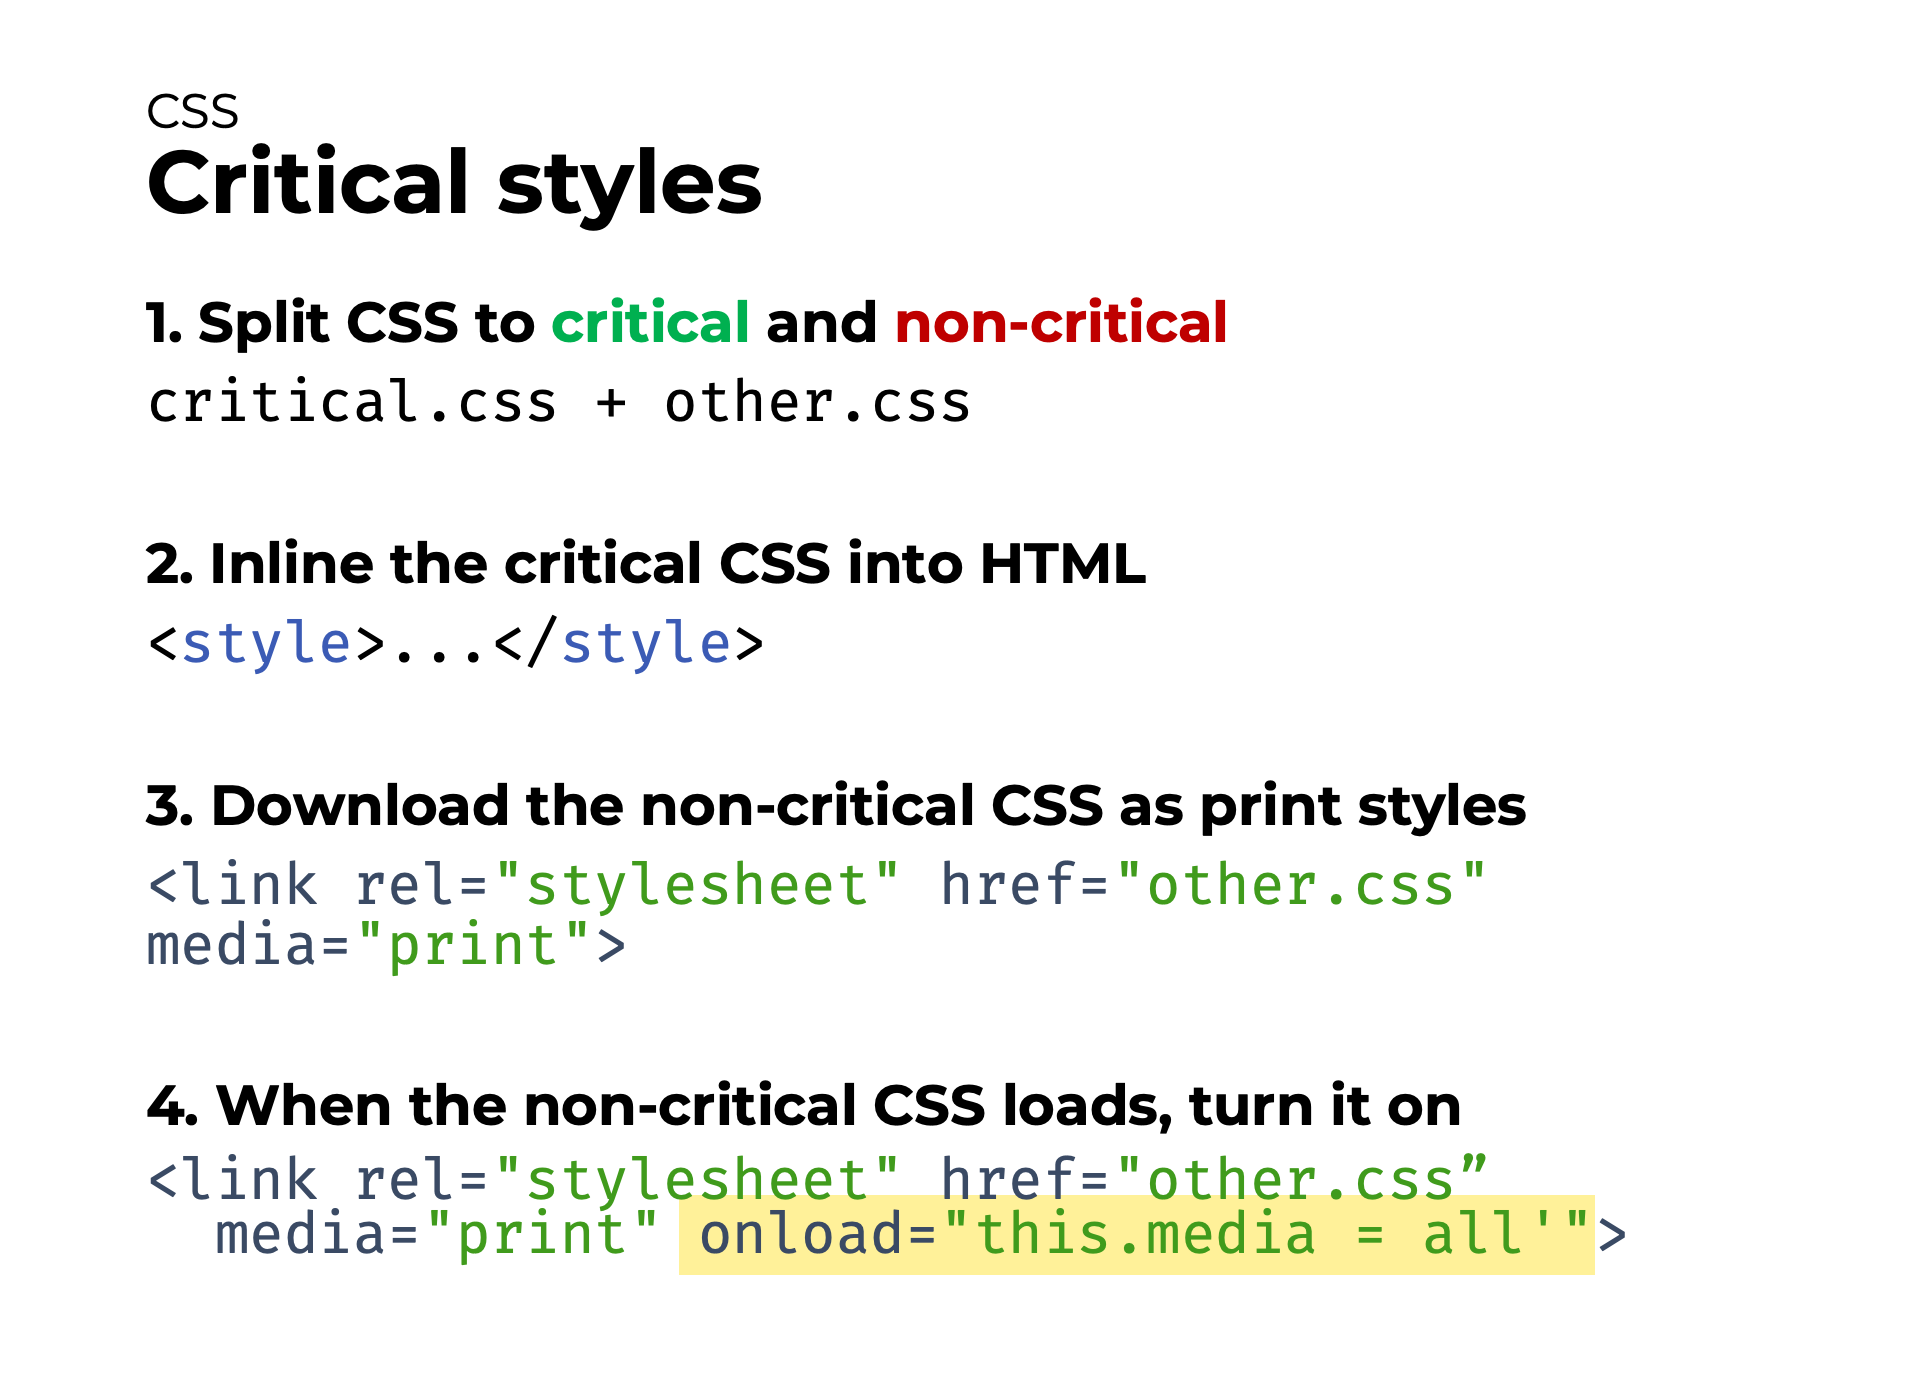 CSS
Critical styles
1. Split CSS to critical and non-critical
critical.css + other.css
2. Inline the critical CSS into HTML
<style>...</style>
3. Download the non-critical CSS as print styles
<link rel="stylesheet" href="other.css"
media="print">
4. When the non-critical CSS loads, turn it on
<link rel="stylesheet" href="other.css”
media="print" onload="this.media = all'">